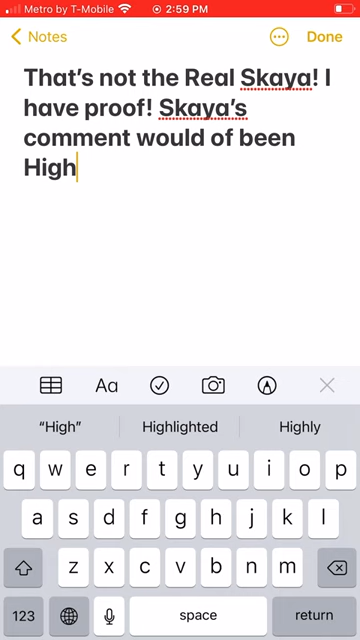 Metro by T-Mobile 2:59 PM
Notes Done
That's not the Real Skaya! I
have proof! Skaya's
comment would of been
High
Aa
"High" Highlighted Highly
q w e r t y u i o p
a s d f g h j k l
z x c v b n m
123 space return